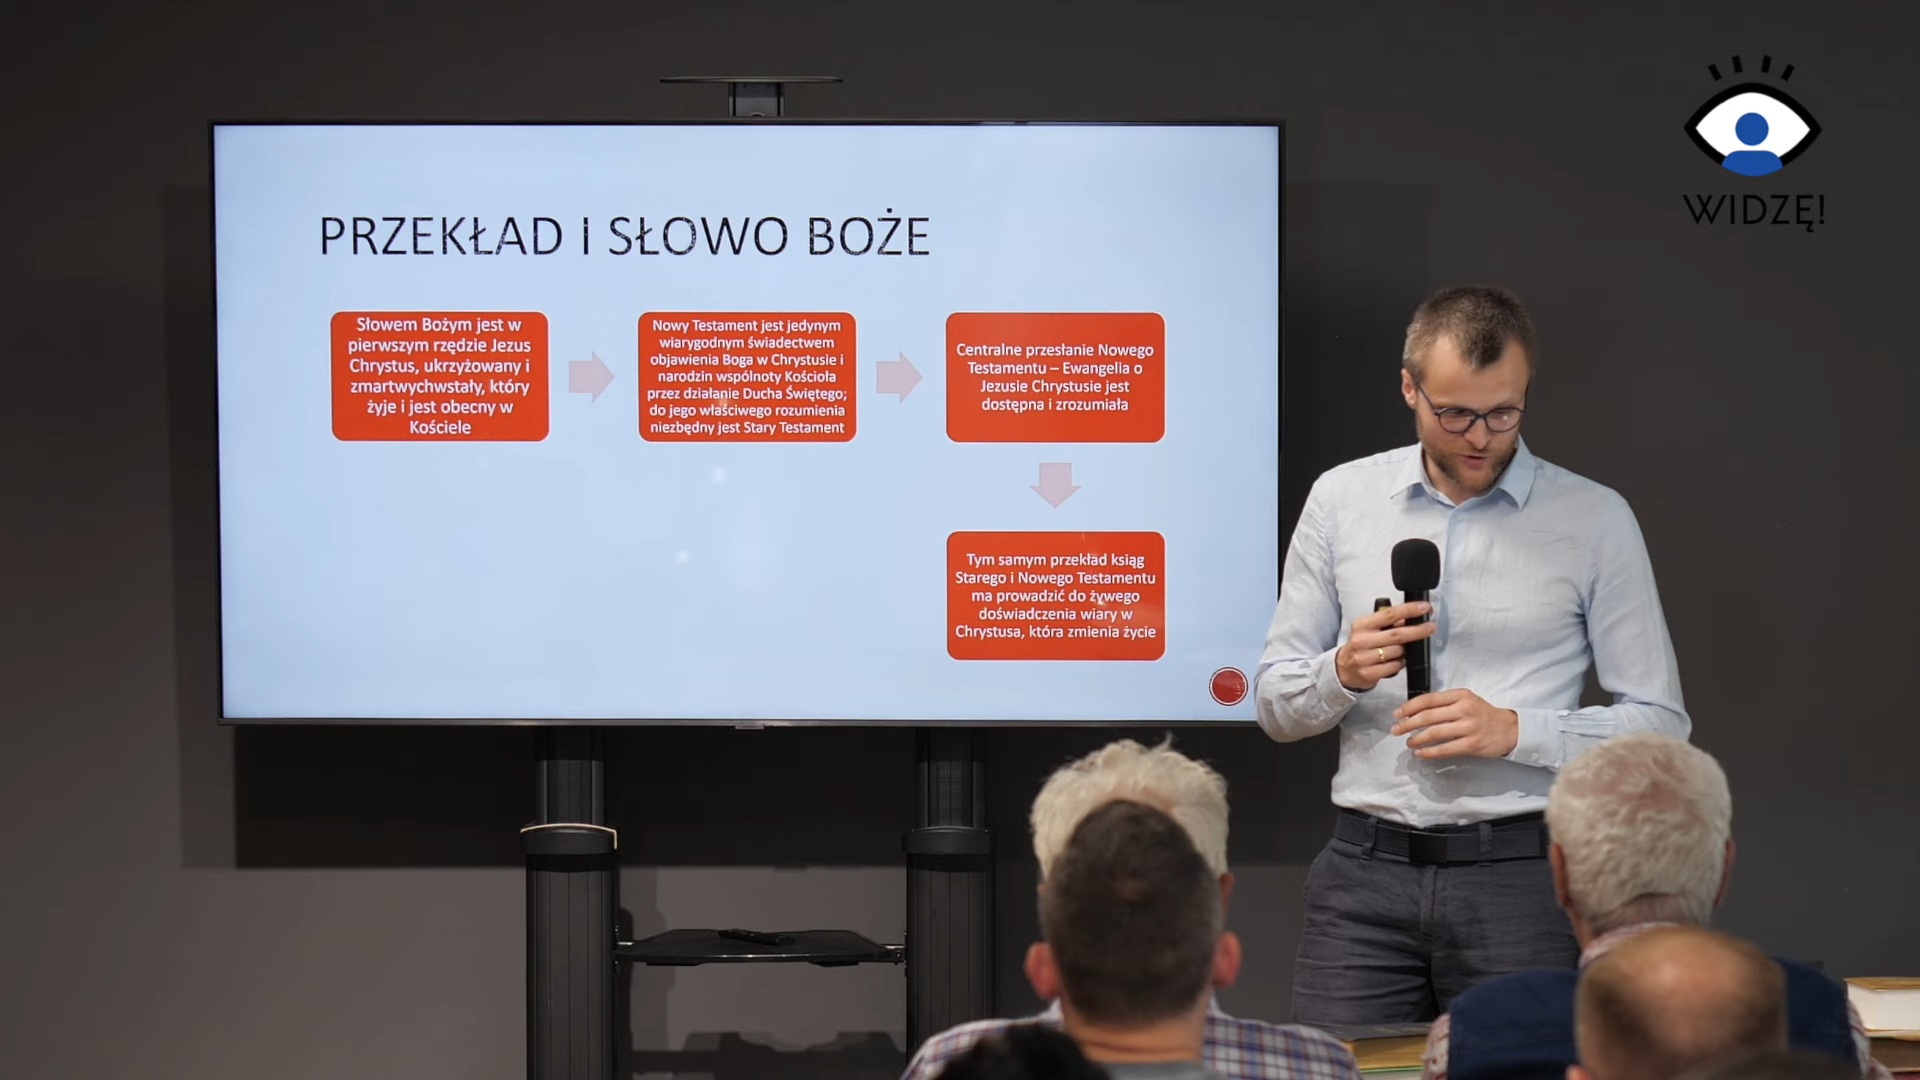 PRZEKŁAD I SŁOWO BOŻE
Słowem Bożym jest w
pierwszym rzędzie Jezus
Chrystus, ukrzyżowany i
zmartwychwstały, który
żyje i jest obecny w
Kościele
Nowy Testament jest jedynym
wiarygodnym świadectwem
objawienia Boga w Chrystusie i
narodzin wspólnoty Kościoła
przez działanie Ducha Świętego;
do jego właściwego rozumienia
niezbędny jest Stary Testament
Centralne przesłanie Nowego
Testamentu – Ewangelia o
Jezusie Chrystusie jest
dostępna i zrozumiała
Tym samym przekład ksiąg
Starego i Nowego Testamentu
ma prowadzić do żywego
doświadczenia wiary w
Chrystusa, która zmienia życie
WIDZĘ!